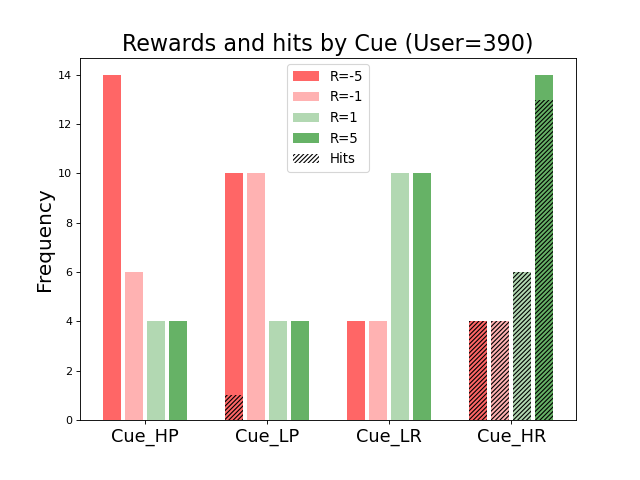 Rewards and hits by Cue (User=390)
R=-5
R=-1
R=1
R=5
Hits
Frequency
14
12
10
8
6
4
2
0
Cue_HP Cue_LP Cue_LR Cue_HR